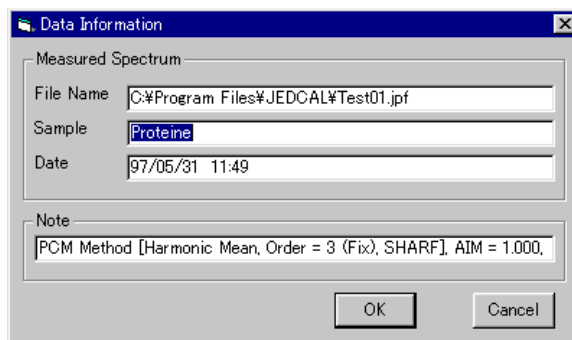 Data Information
Measured Spectrum
File Name C:¥Program Files¥JEDCAL¥Test01.jpf
Sample Proteine
Date 97/05/31 11:49
Note
PCM Method [Harmonic Mean, Order = 3 (Fix), SHARF], AIM = 1.000,
OK Cancel